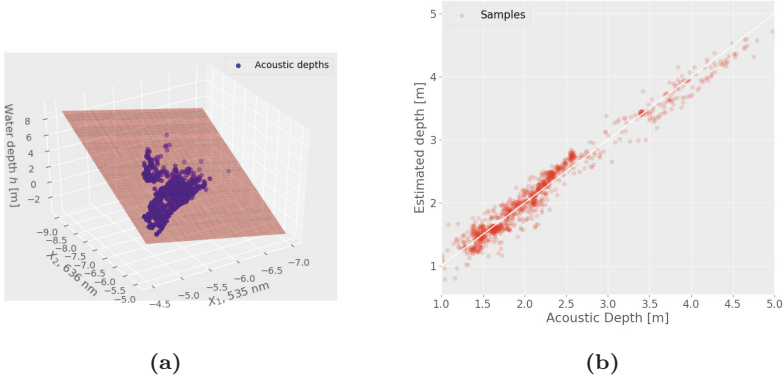 Acoustic depths
Water depth h [m]
8
6
4
2
0
−2
−9.0
−8.5
−8.0
−7.5
−7.0
−6.5
−6.0
−5.5
−5.0
X₂, 636 nm
−4.5
−5.0
−5.5
−6.0
−6.5
−7.0
X₁, 535 nm
(a)
Samples
Estimated depth [m]
5
4
3
2
1
1.0 1.5 2.0 2.5 3.0 3.5 4.0 4.5 5.0
Acoustic Depth [m]
(b)